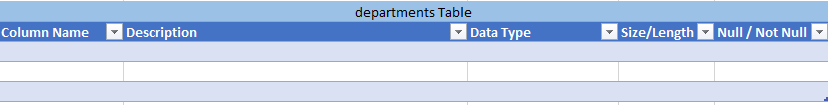 departments Table
Column Name Description Data Type Size/Length Null / Not Null